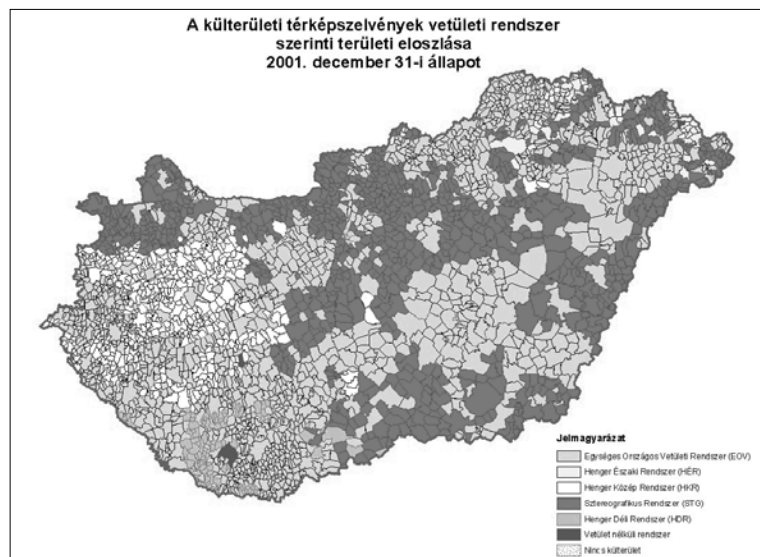 A külterületi térképszelvények vetületi rendszer
szerinti területi eloszlása
2001. december 31-i állapot
Jelmagyarázat
Egységes Országos Vetületi Rendszer (EOV)
Henger Északi Rendszer (HÉR)
Henger Közép Rendszer (HKR)
Sztereografikus Rendszer (STG)
Henger Déli Rendszer (HDR)
Vetület nélküli rendszer
Nincs külterület